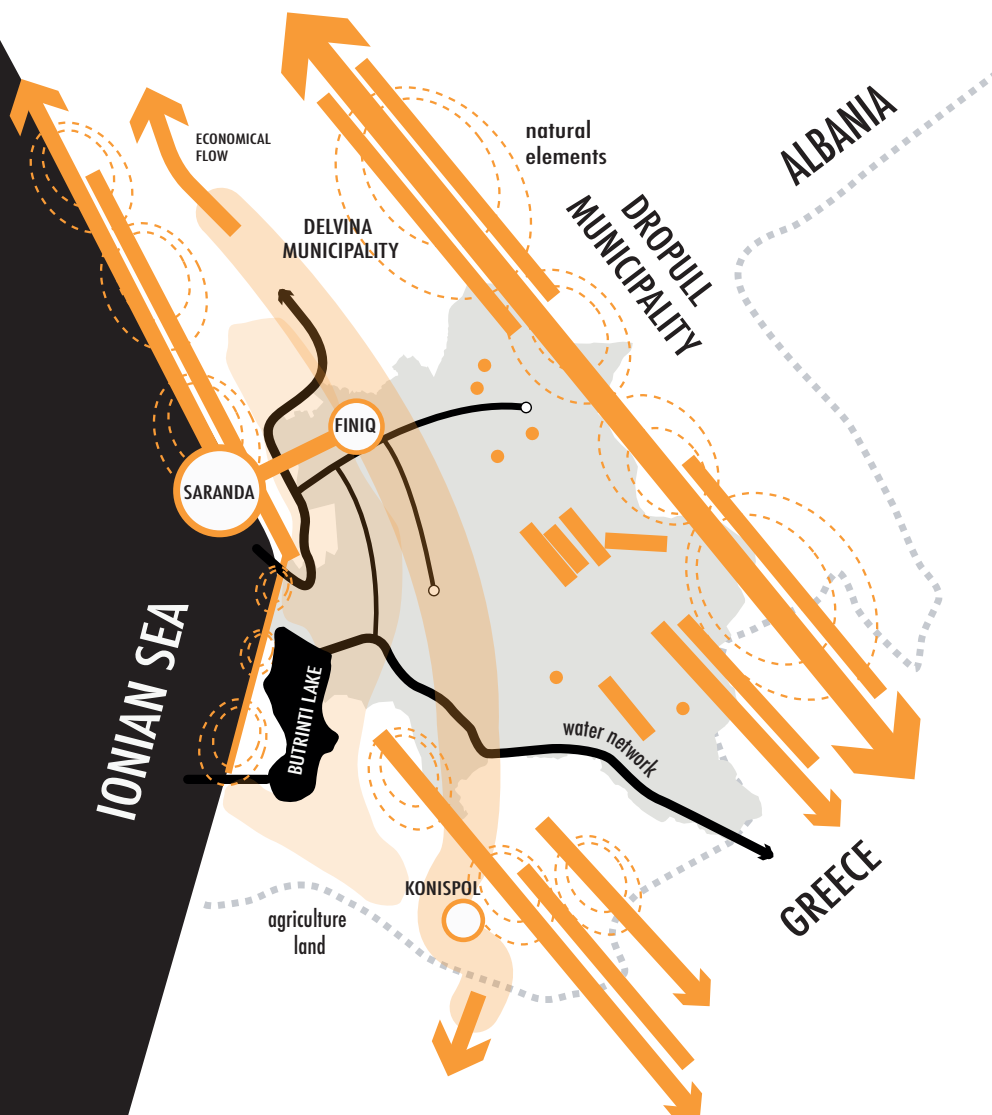 ECONOMICAL
FLOW
natural
elements
ALBANIA
DELVINA
MUNICIPALITY
DROPULL
MUNICIPALITY
FINIQ
SARANDA
IONIAN SEA
BUTRINTI LAKE
water network
KONISPOL
agriculture
land
GREECE